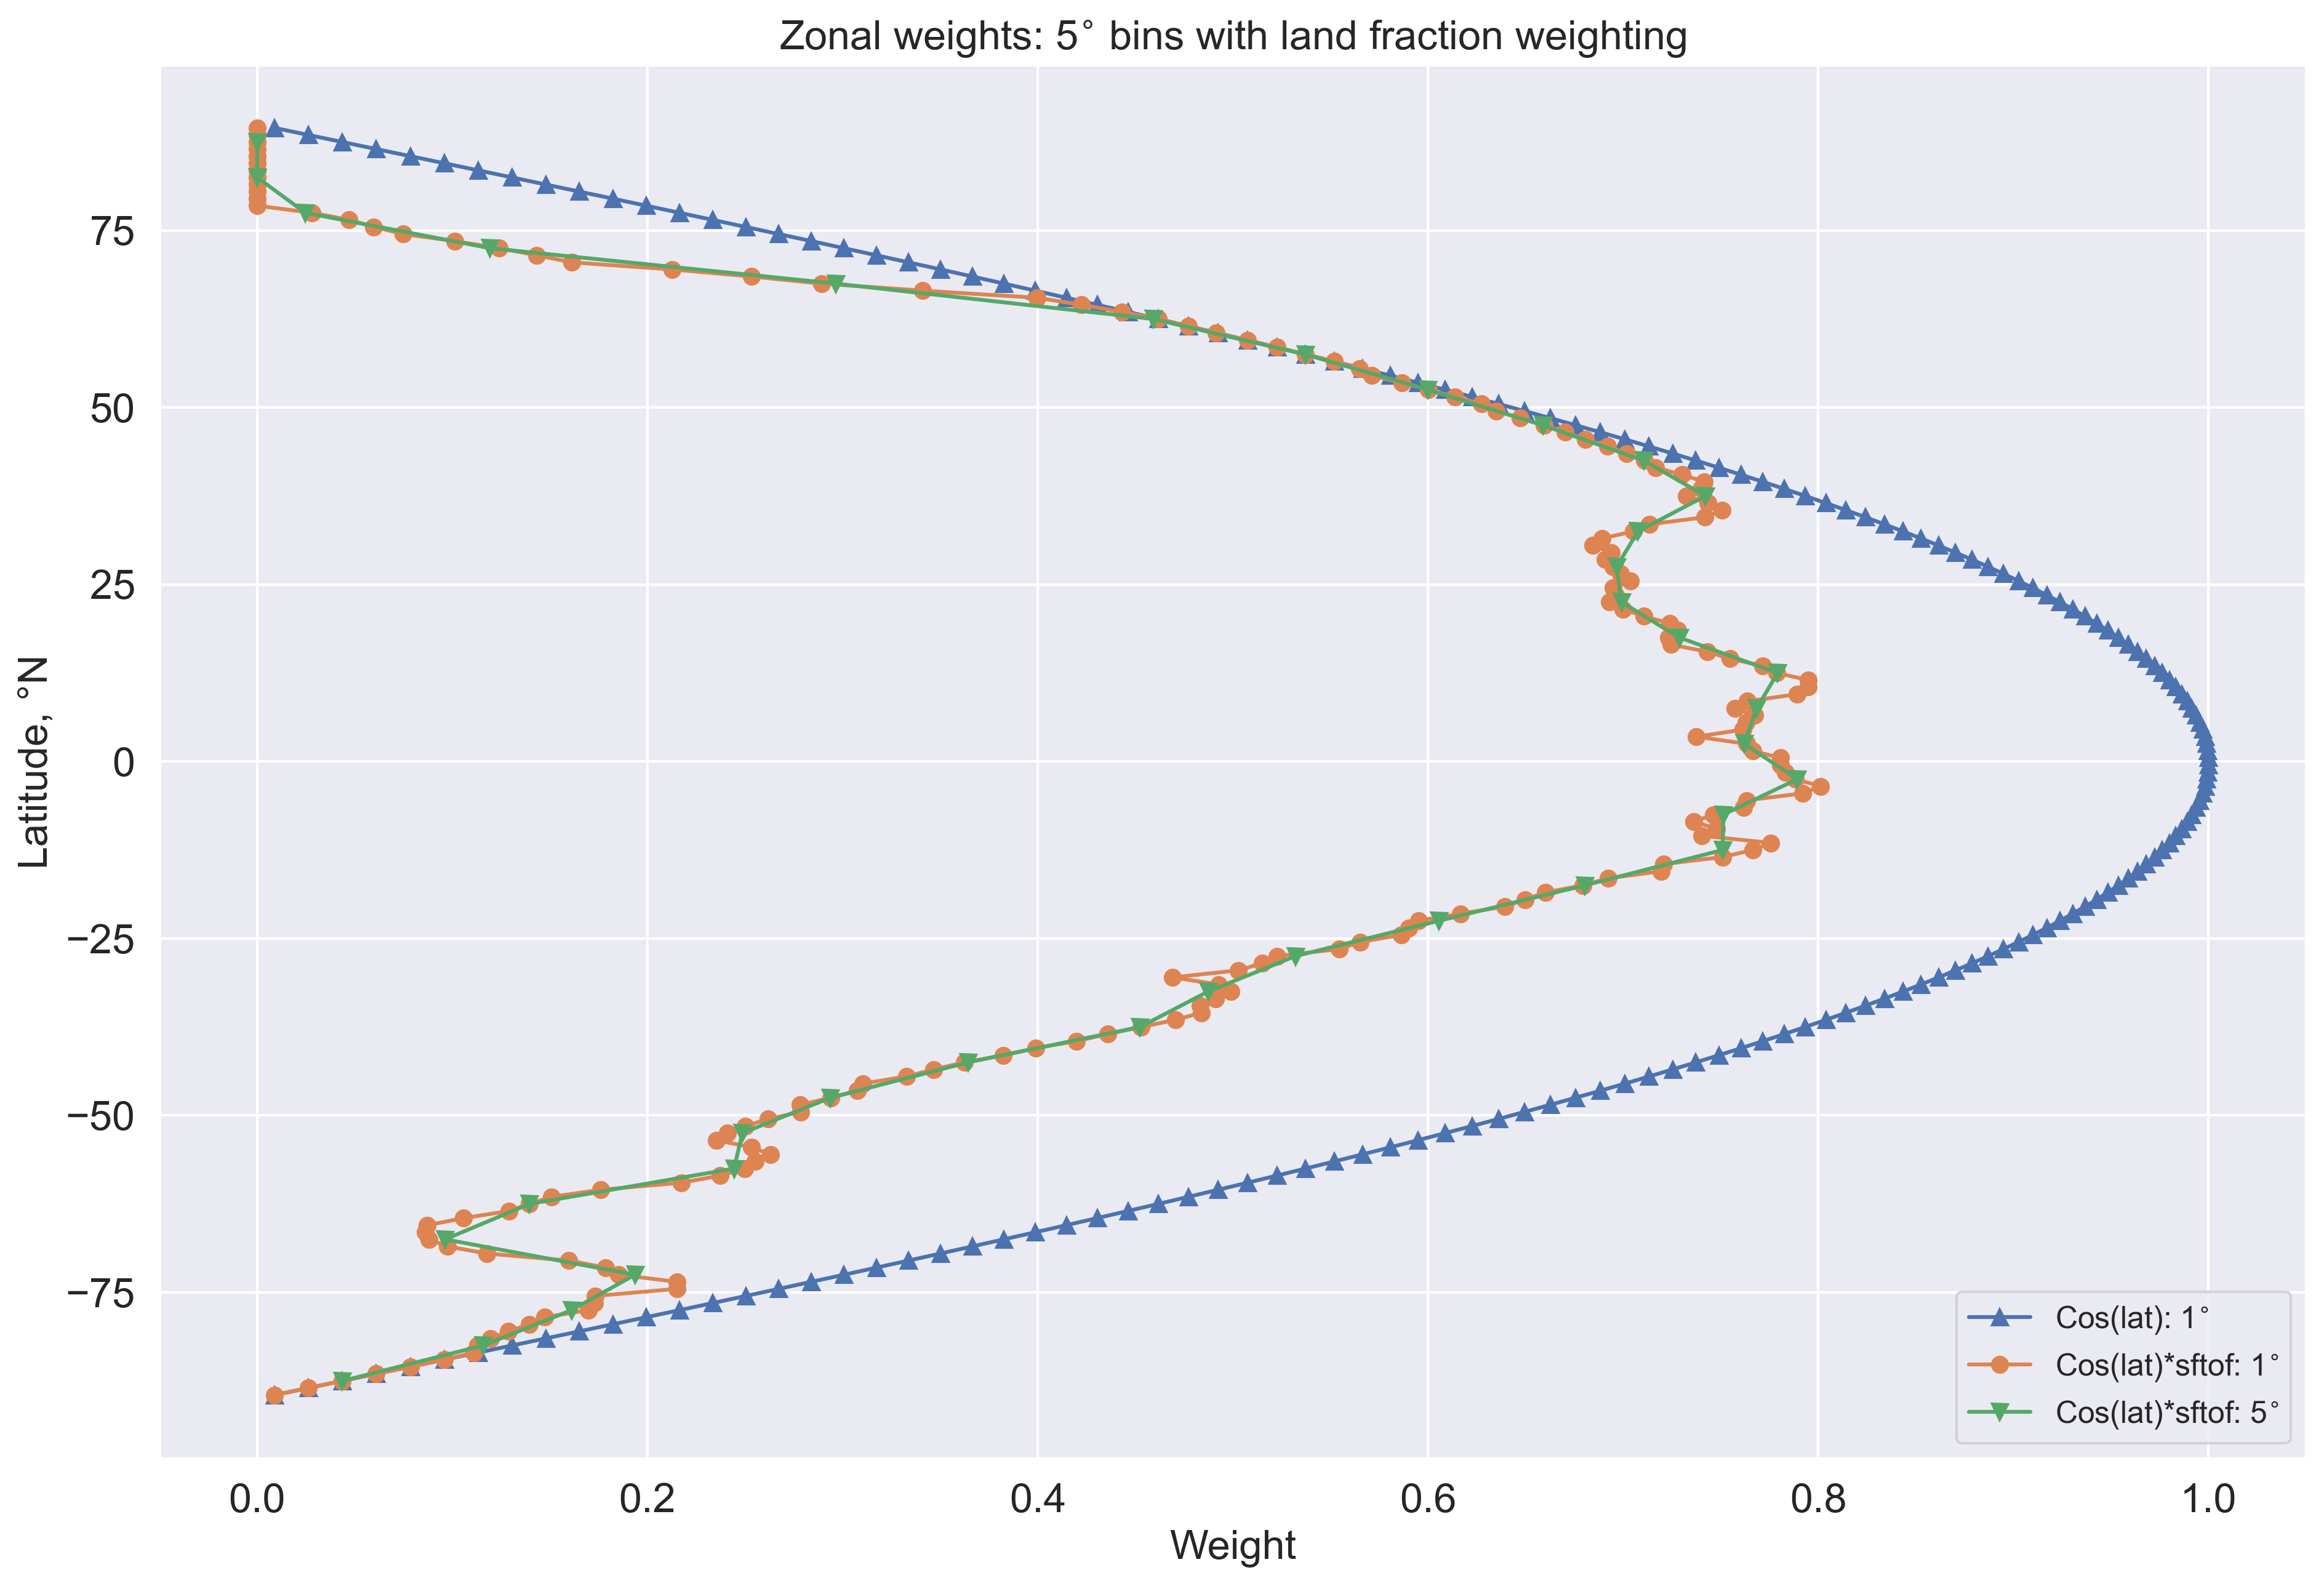 Zonal weights: 5° bins with land fraction weighting
75
50
25
0
−25
−50
−75
Latitude, °N
0.0 0.2 0.4 0.6 0.8 1.0
Weight
Cos(lat): 1°
Cos(lat)*sftof: 1°
Cos(lat)*sftof: 5°